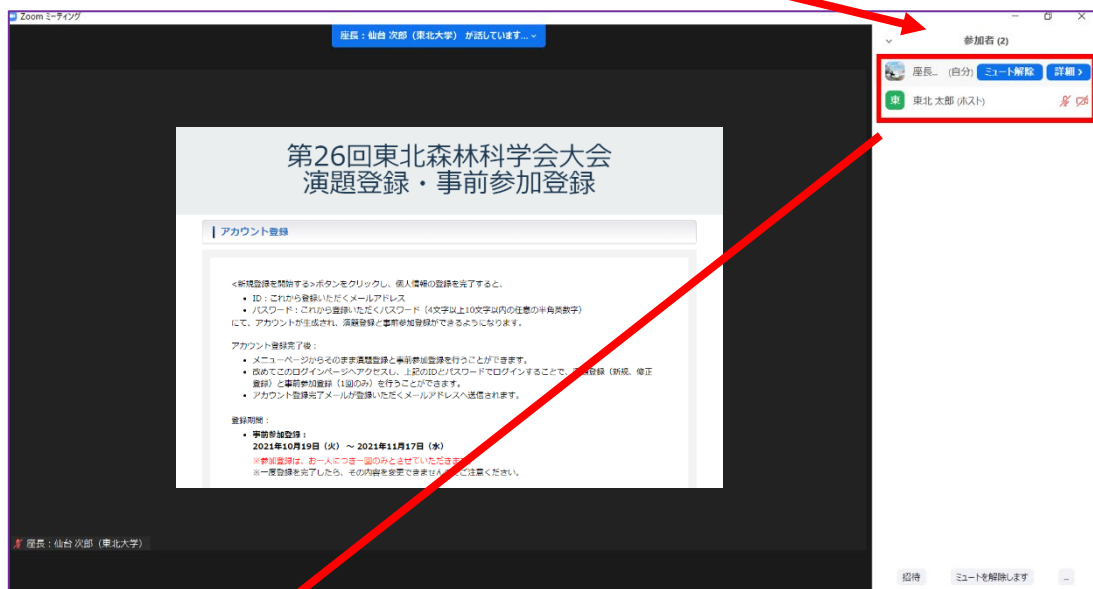 Zoom ミーティング
座長:仙台 次郎(東北大学) が話しています...
参加者 (2)
座長... (自分) ミュート解除 詳細
東 東北 太郎 (ホスト)
第26回東北森林科学会大会
演題登録・事前参加登録
アカウント登録
<新規登録を開始する>ボタンをクリックし、個人情報の登録を完了すると、
• ID:これから登録いただくメールアドレス
• パスワード:これから登録いただくパスワード(4文字以上10文字以内の任意の半角英数字)
にて、アカウントが生成され、演題登録と事前参加登録ができるようになります。
アカウント登録完了後:
• メニューページからそのまま演題登録と事前参加登録を行うことができます。
• 改めてこのログインページへアクセスし、上記のIDとパスワードでログインすることで、登録(新規、修正
登録)と事前参加登録(1回のみ)を行うことができます。
• アカウント登録完了メールが登録いただくメールアドレスへ送信されます。
登録期間:
• 事前参加登録:
2021年10月19日(火) ~ 2021年11月17日(水)
※参加登録は、お一人につき一回のみとさせていただきま
※一度登録を完了したら、その内容を変更できませんご注意ください。
座長:仙台 次郎(東北大学)
招待 ミュートを解除します ...